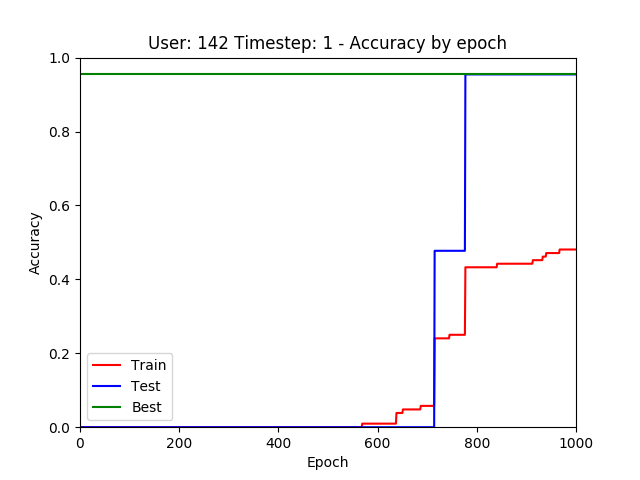 User: 142 Timestep: 1 - Accuracy by epoch
1.0
0.8
0.6
0.4
0.2
0.0
Accuracy
Train
Test
Best
0 200 400 600 800 1000
Epoch